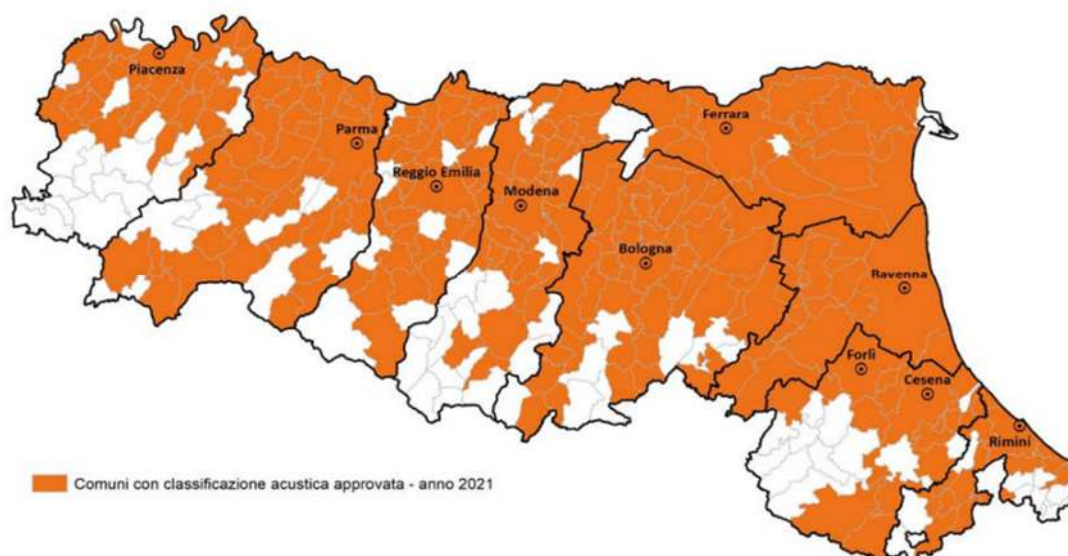 Piacenza
Parma
Reggio Emilia
Modena
Ferrara
Bologna
Ravenna
Forlì
Cesena
Rimini
Comuni con classificazione acustica approvata - anno 2021